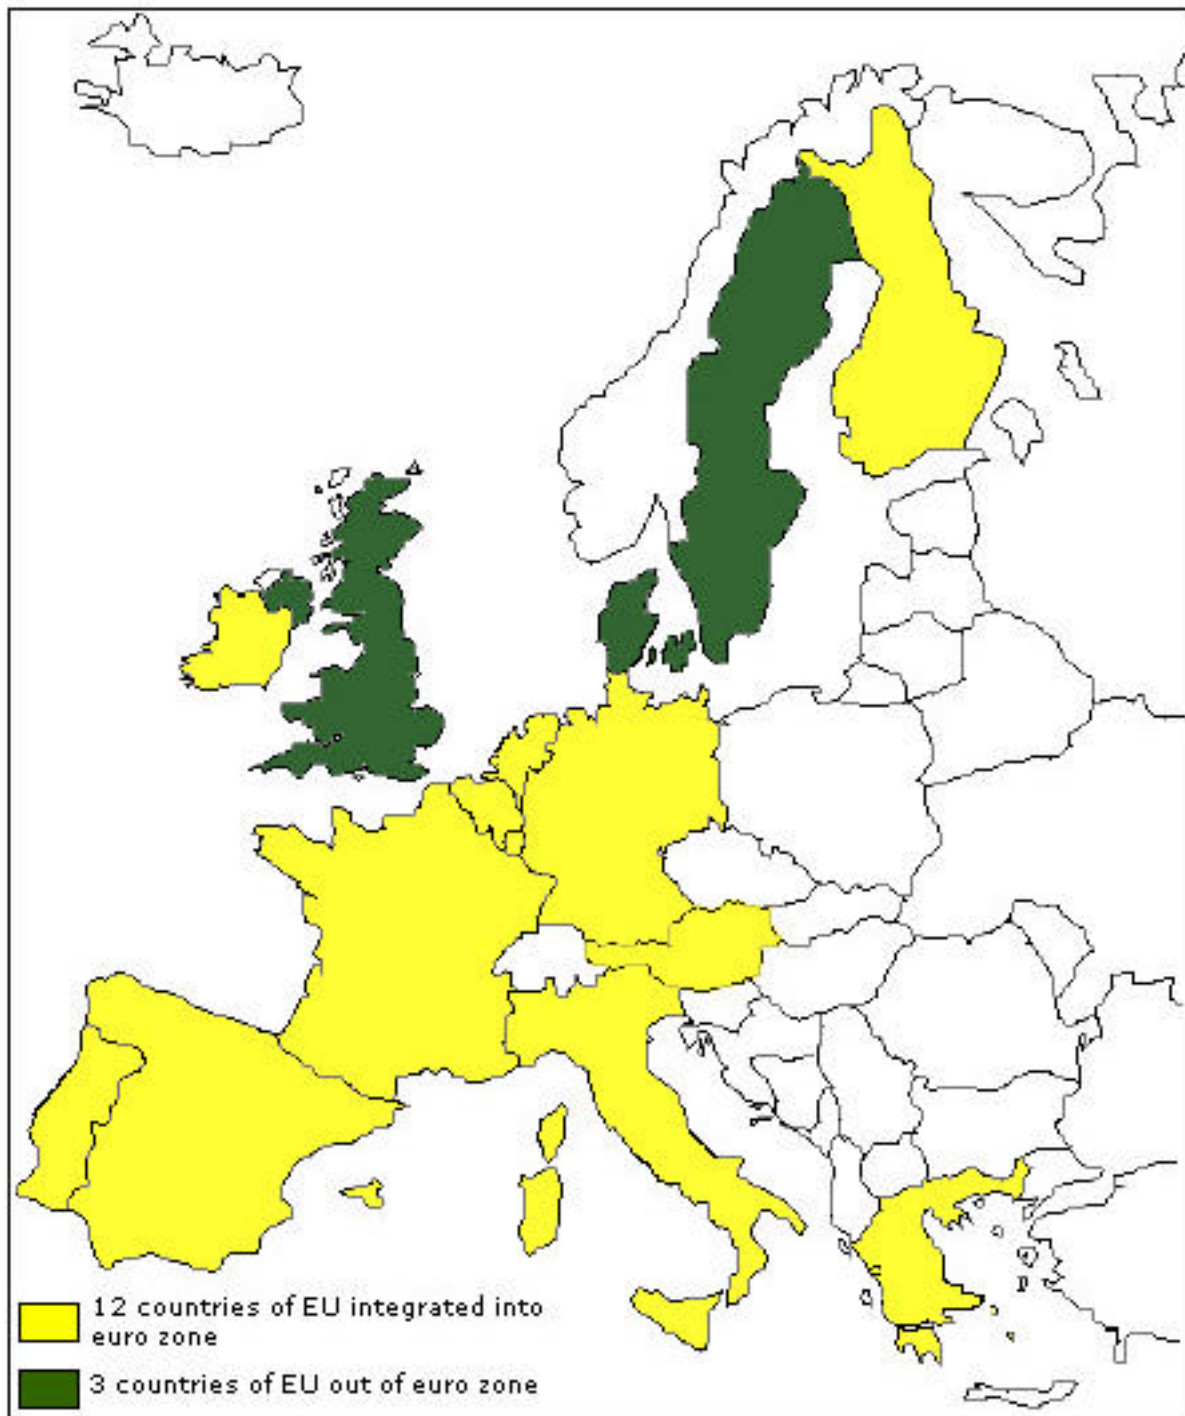 12 countries of EU integrated into
euro zone
3 countries of EU out of euro zone